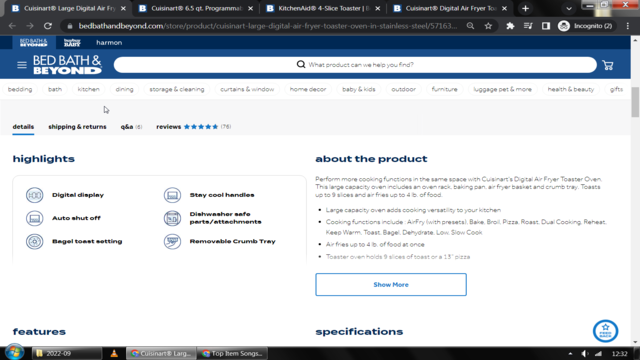 Cuisinart® Large Digital Air Fryer
Cuisinart® 6.5 qt. Programmable
KitchenAid® 4-Slice Toaster | B
Cuisinart® Digital Air Fryer Toas
bedbathandbeyond.com/store/product/cuisinart-large-digital-air-fryer-toaster-oven-in-stainless-steel/57163...
Incognito (2)
BED BATH &
BEYOND
buybuy
BABY
harmon
BED BATH &
BEYOND
What product can we help you find?
bedding
bath
kitchen
dining
storage & cleaning
curtains & window
home decor
baby & kids
outdoor
furniture
luggage pet & more
health & beauty
gifts
details
shipping & returns
q&a (6)
reviews
(76)
highlights
Digital display
Stay cool handles
Auto shut off
Dishwasher safe
parts/attachments
Bagel toast setting
Removable Crumb Tray
about the product
Perform more cooking functions in the same space with Cuisinart's Digital Air Fryer Toaster Oven.
This large capacity oven includes an oven rack, baking pan, air fryer basket and crumb tray. Toasts
up to 9 slices and air fries up to 4 lb. of food.
• Large capacity oven adds cooking versatility to your kitchen
• Cooking functions include : AirFry (with presets), Bake, Broil, Pizza, Roast, Dual Cooking, Reheat,
Keep Warm, Toast, Bagel, Dehydrate, Low, Slow Cook
• Air fries up to 4 lb. of food at once
• Toaster oven holds 9 slices of toast or a 13" pizza
Show More
features
specifications
FEED
BACK
2022-09
Cuisinart® Larg...
Top Item Songs...
12:32